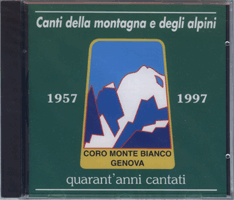 Canti della montagna e degli alpini
1957 1997
CORO MONTE BIANCO
GENOVA
quarant'anni cantati